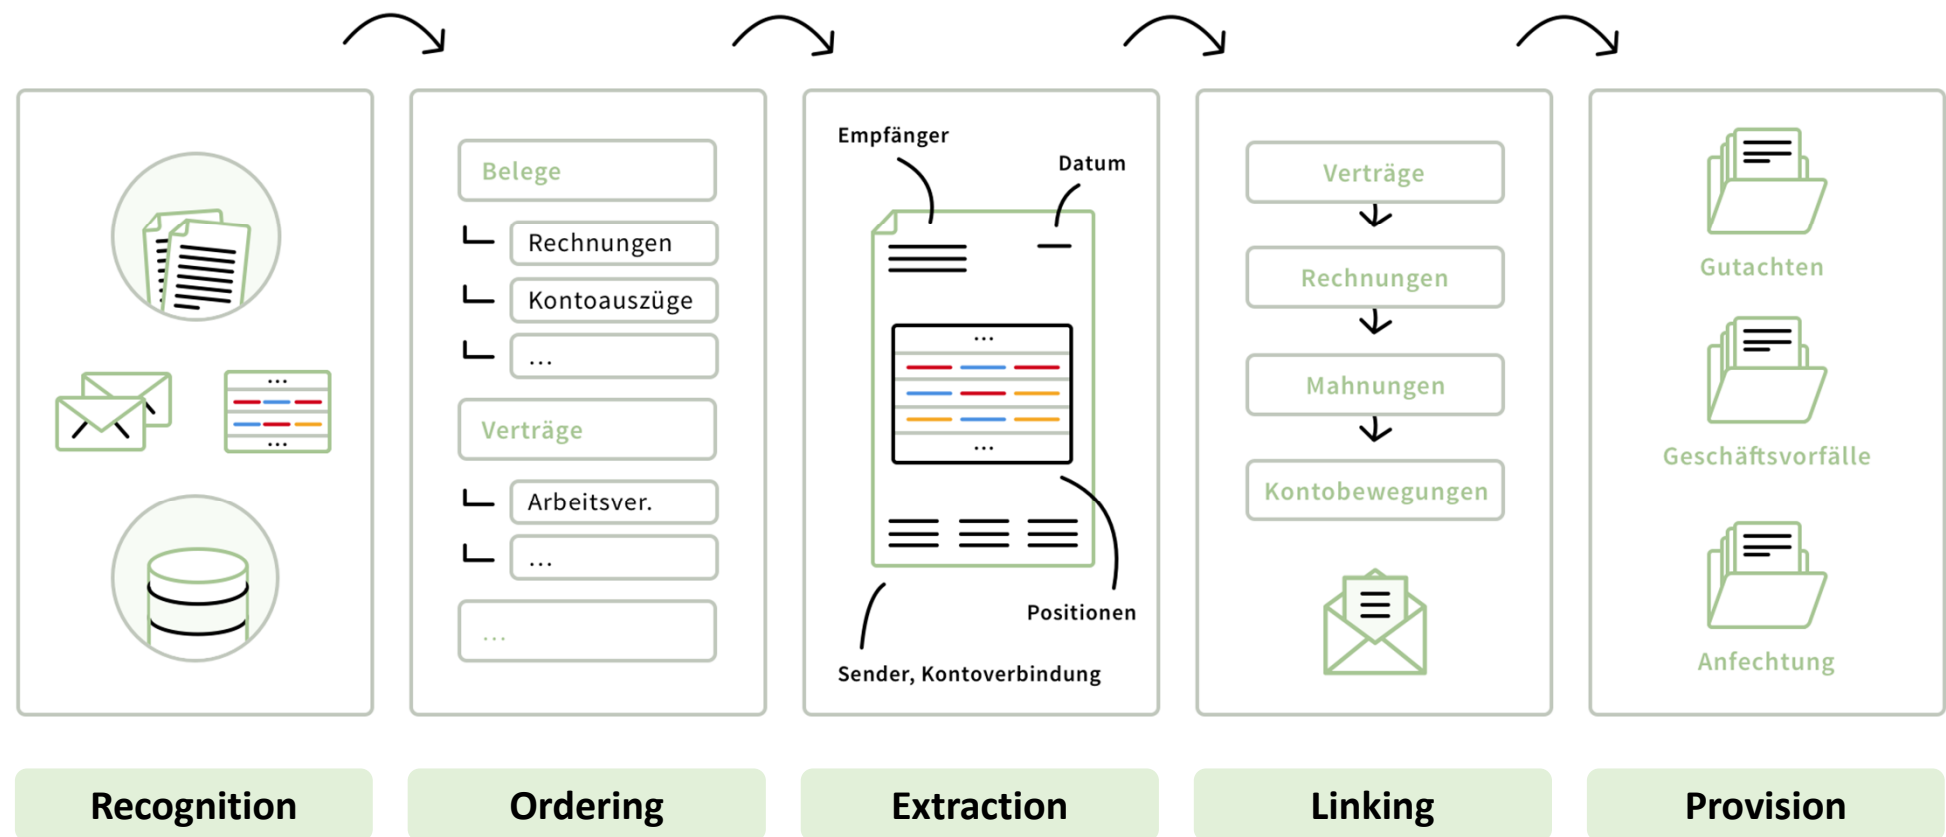 ...
...
Recognition
Belege
Rechnungen
Kontoauszüge
...
Verträge
Arbeitsver.
...
...
Ordering
Empfänger
Datum
...
...
Positionen
Sender, Kontoverbindung
Extraction
Verträge
Rechnungen
Mahnungen
Kontobewegungen
Linking
Gutachten
Geschäftsvorfälle
Anfechtung
Provision